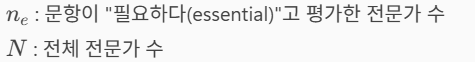 nₑ : 문항이 "필요하다(essential)"고 평가한 전문가 수
N : 전체 전문가 수